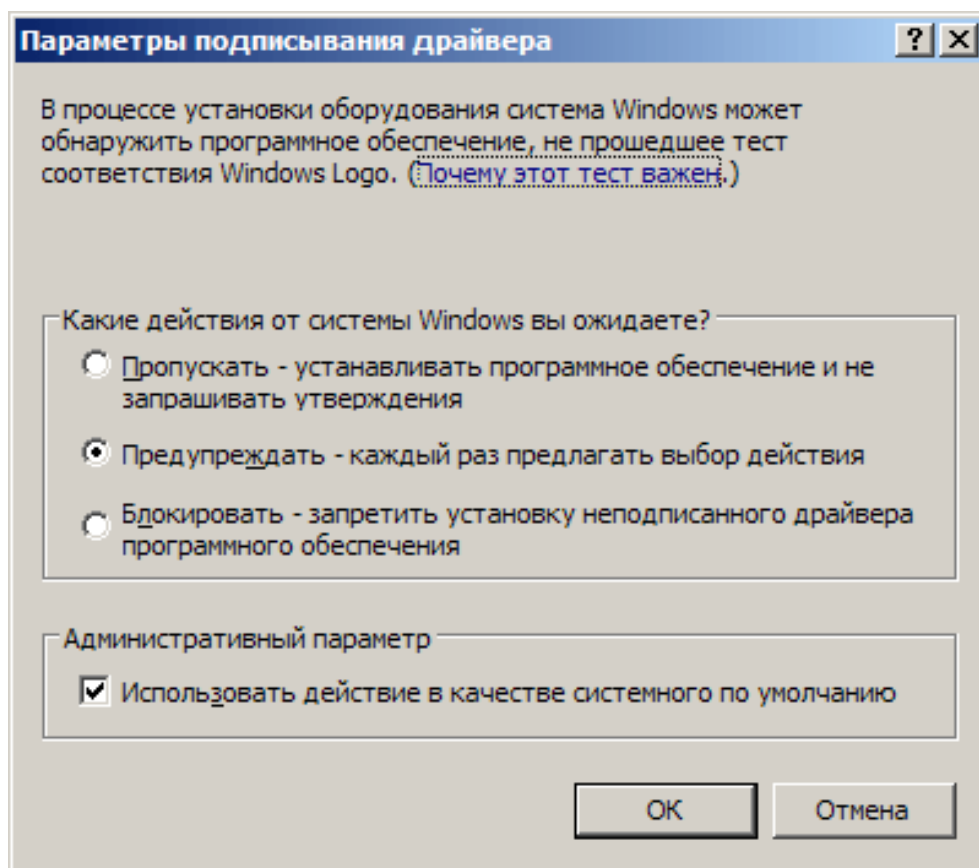 Параметры подписывания драйвера
В процессе установки оборудования система Windows может
обнаружить программное обеспечение, не прошедшее тест
соответствия Windows Logo. (Почему этот тест важен.)
Какие действия от системы Windows вы ожидаете?
Пропускать - устанавливать программное обеспечение и не
запрашивать утверждения
Предупреждать - каждый раз предлагать выбор действия
Блокировать - запретить установку неподписанного драйвера
программного обеспечения
Административный параметр
Использовать действие в качестве системного по умолчанию
ОК
Отмена